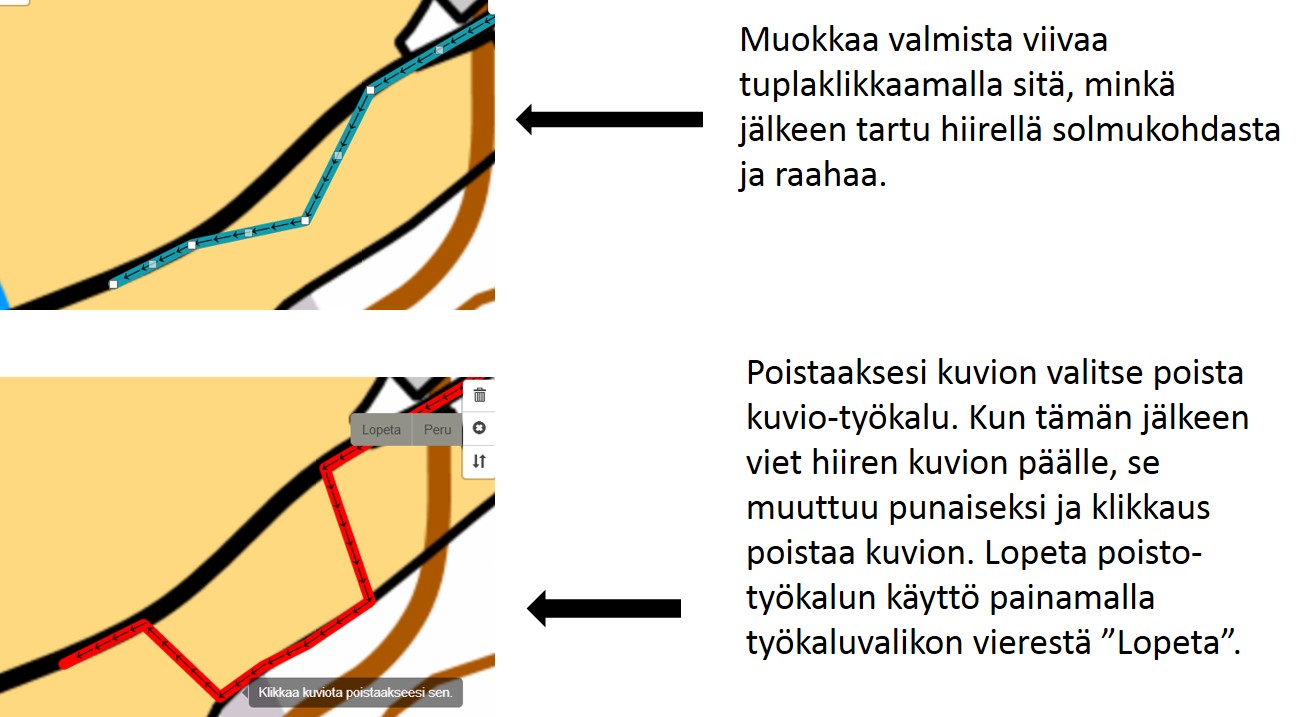 Muokkaa valmista viivaa
tuplaklikkaamalla sitä, minkä
jälkeen tartu hiirellä solmukohdasta
ja raahaa.
Poistaaksesi kuvion valitse poista
kuvio-työkalu. Kun tämän jälkeen
viet hiiren kuvion päälle, se
muuttuu punaiseksi ja klikkaus
poistaa kuvion. Lopeta poisto-
työkalun käyttö painamalla
työkaluvalikon vierestä ”Lopeta”.
Lopeta Peru
Klikkaa kuviota poistaakseesi sen.